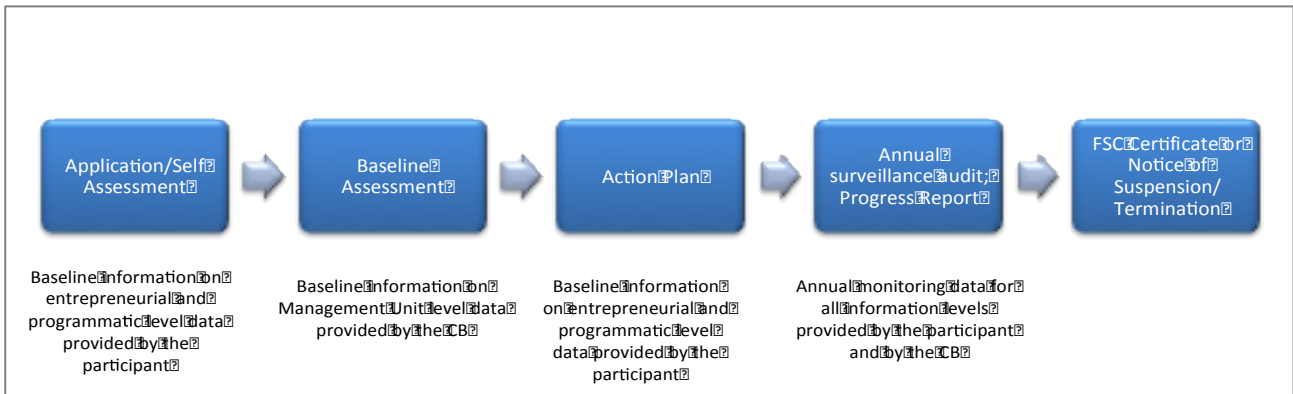 Application/Self
Assessment
Baseline
Assessment
Action Plan
Annual
surveillance audit;
Progress Report
FSC Certificate or
Notice of
Suspension/
Termination
Baseline information on
entrepreneurial and
programmatic level data
provided by the
participant
Baseline information on
Management Unit level data
provided by the CB
Baseline information
on entrepreneurial and
programmatic level
data provided by the
participant
Annual monitoring data for
all information levels
provided by the participant
and by the CB